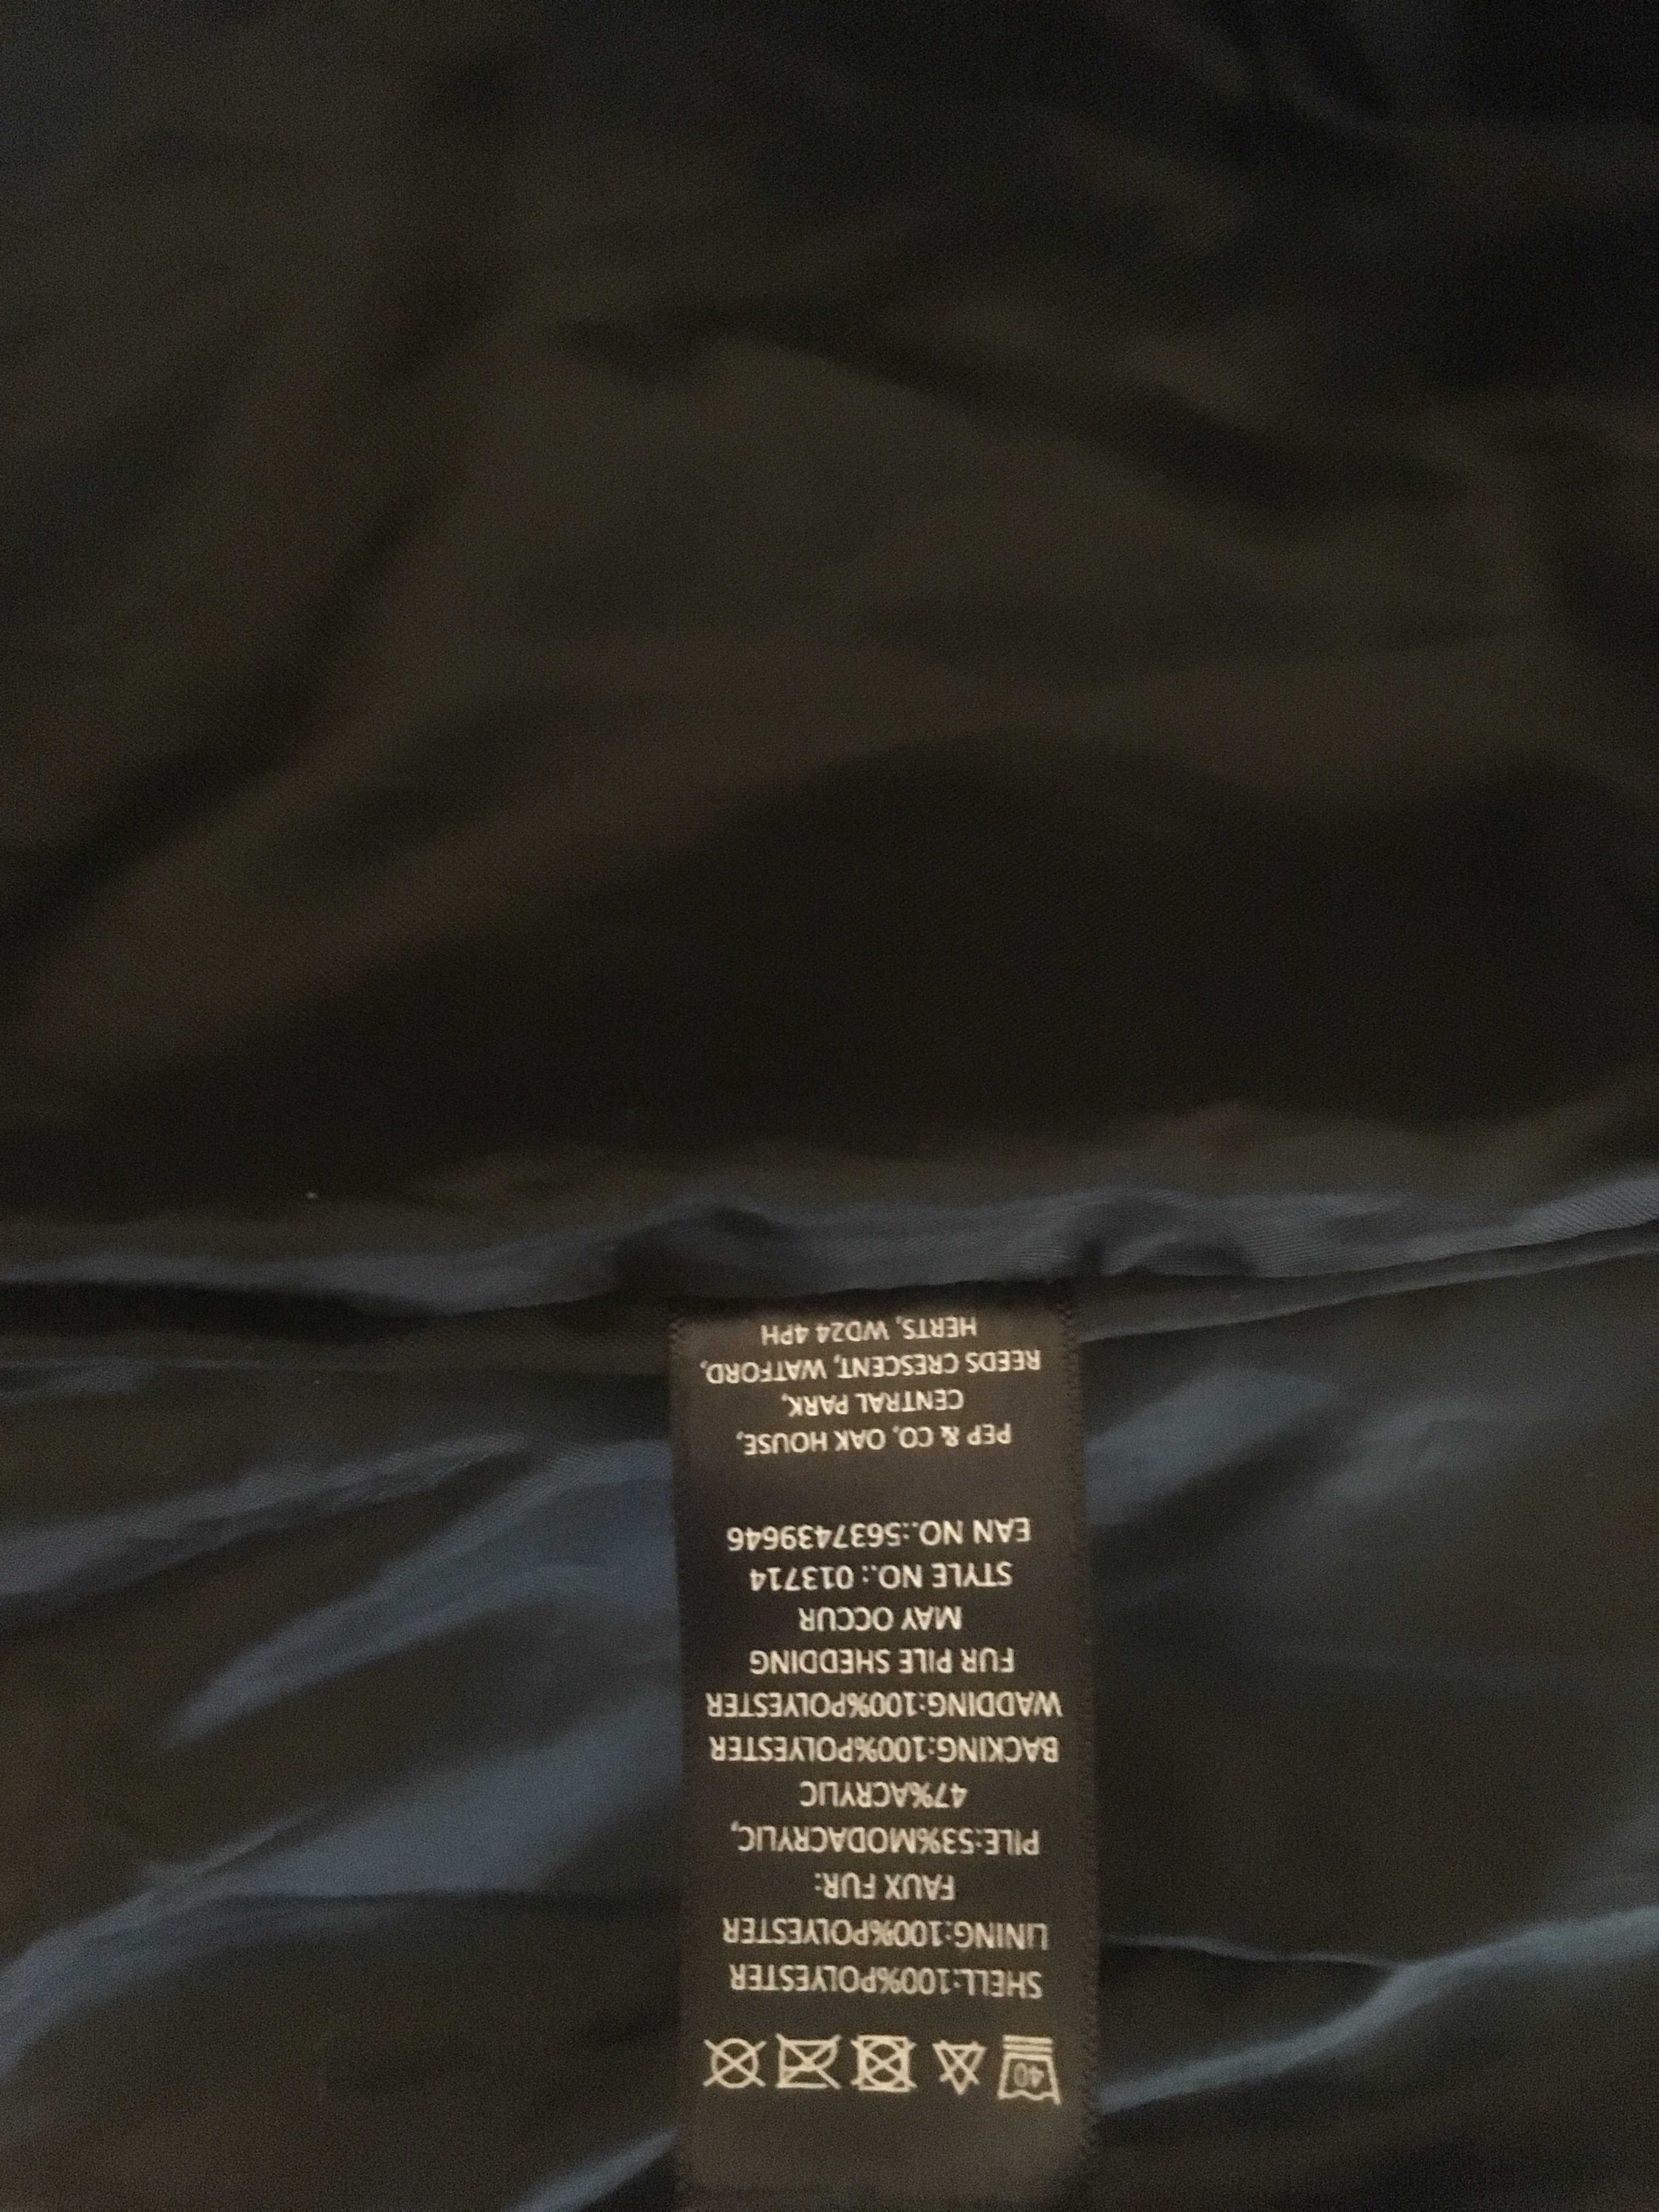 40
SHELL:100%POLYESTER
LINING:100%POLYESTER
FAUX FUR:
PILE:53%MODACRYLIC,
47%ACRYLIC
BACKING:100%POLYESTER
WADDING:100%POLYESTER
FUR PILE SHEDDING
MAY OCCUR
STYLE NO.: 013714
EAN NO.:5637439646
PEP & CO, OAK HOUSE,
CENTRAL PARK,
REEDS CRESCENT, WATFORD,
HERTS, WD24 4PH